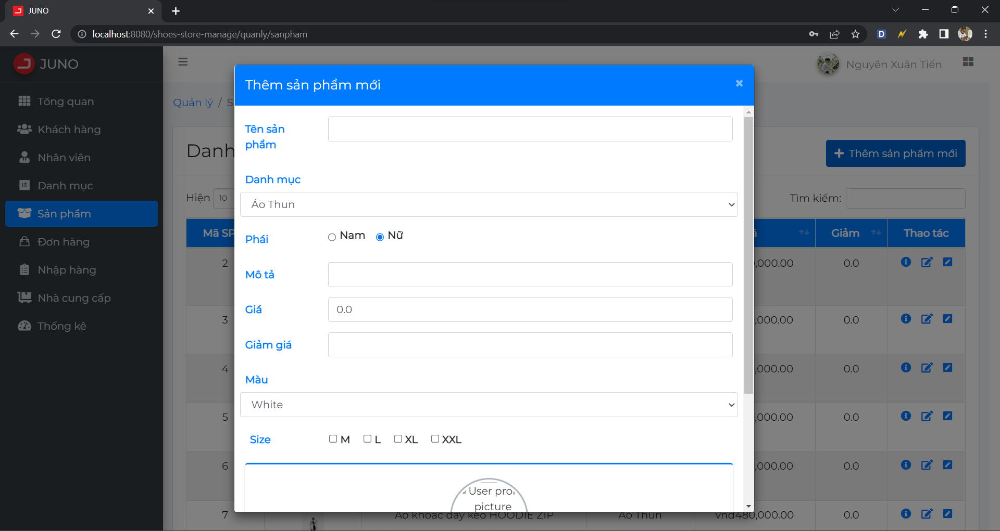 JUNO
localhost:8080/shoes-store-manage/quanly/sanpham
D
JUNO
Nguyễn Xuân Tiến
Tổng quan
Khách hàng
Nhân viên
Danh mục
Sản phẩm
Đơn hàng
Nhập hàng
Nhà cung cấp
Thống kê
Quản lý / S
Danh
Thêm sản phẩm mới
Hiện 10
Tìm kiếm:
Mã SP
Giảm
Thao tác
2
,000.00
0.0
3
,000.00
0.0
4
,000.00
0.0
5
,000.00
0.0
6
,000.00
0.0
7
Áo khoác dây kéo HOODIE ZIP
Áo Thun
vnd480,000.00
0.0
Thêm sản phẩm mới
Tên sản
phẩm
Danh mục
Áo Thun
Phái
Nam
Nữ
Mô tả
Giá
0.0
Giảm giá
Màu
White
Size
M
L
XL
XXL
User
picture